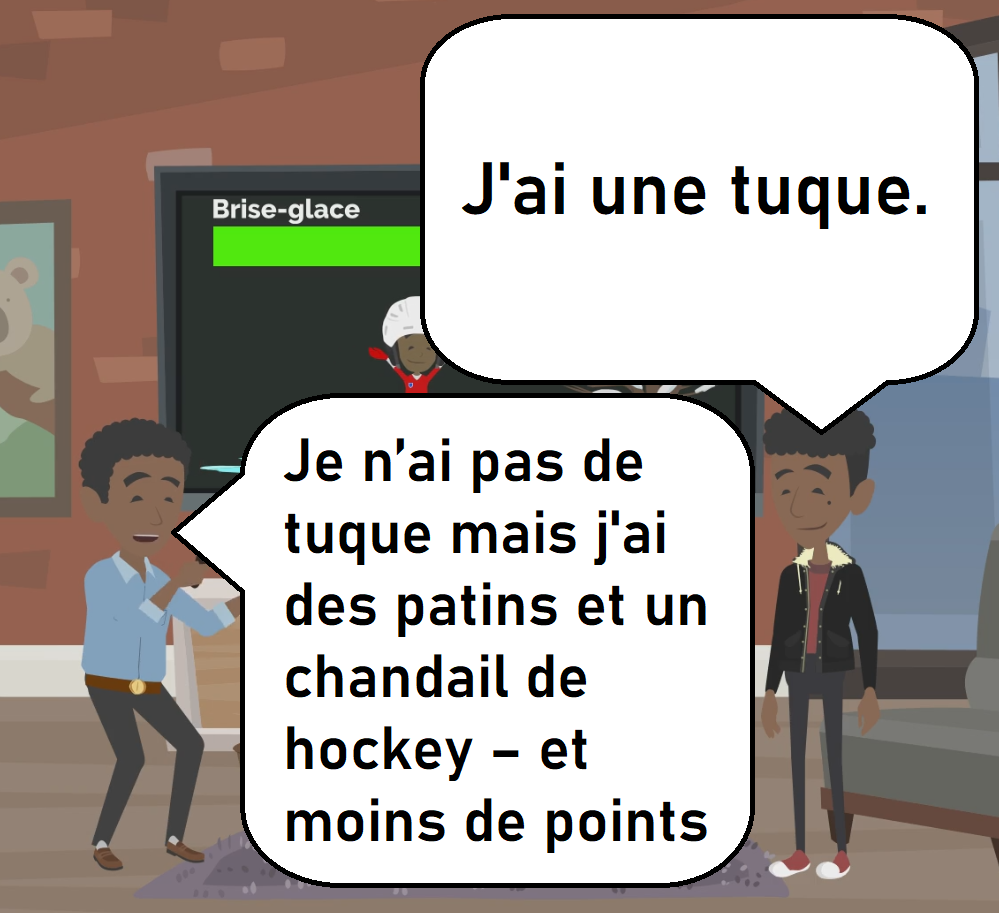 Brise-glace
J'ai une tuque.
Je n’ai pas de
tuque mais j'ai
des patins et un
chandail de
hockey – et
moins de points